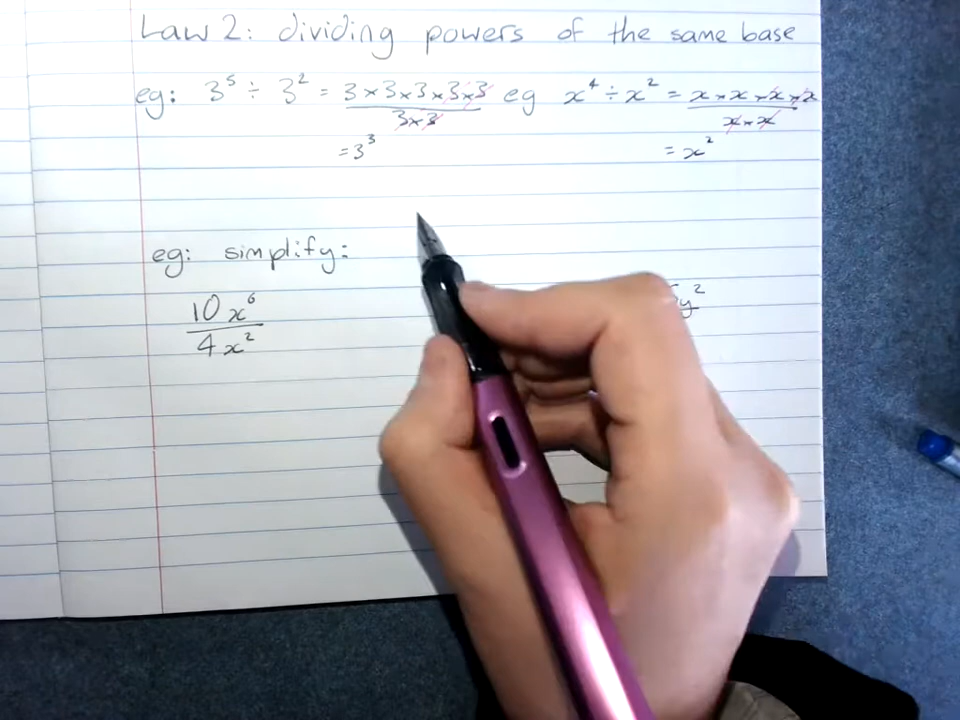 Law 2: dividing powers of the same base
eg: 3⁵ ÷ 3² = 3×3×3×3×3 eg x⁴ ÷ x² = x×x×x×x
3×3 x×x
=3³ = x²
eg: simplify:
10x⁶ y²
4x²